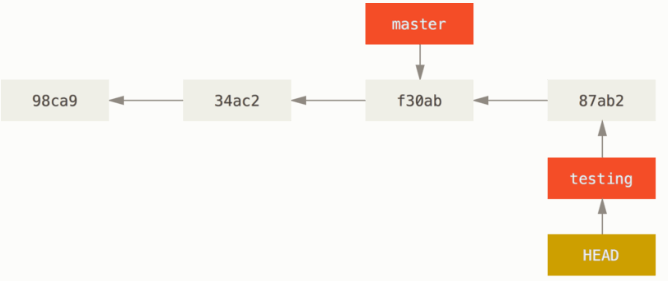 master
98ca9
34ac2
f30ab
87ab2
testing
HEAD